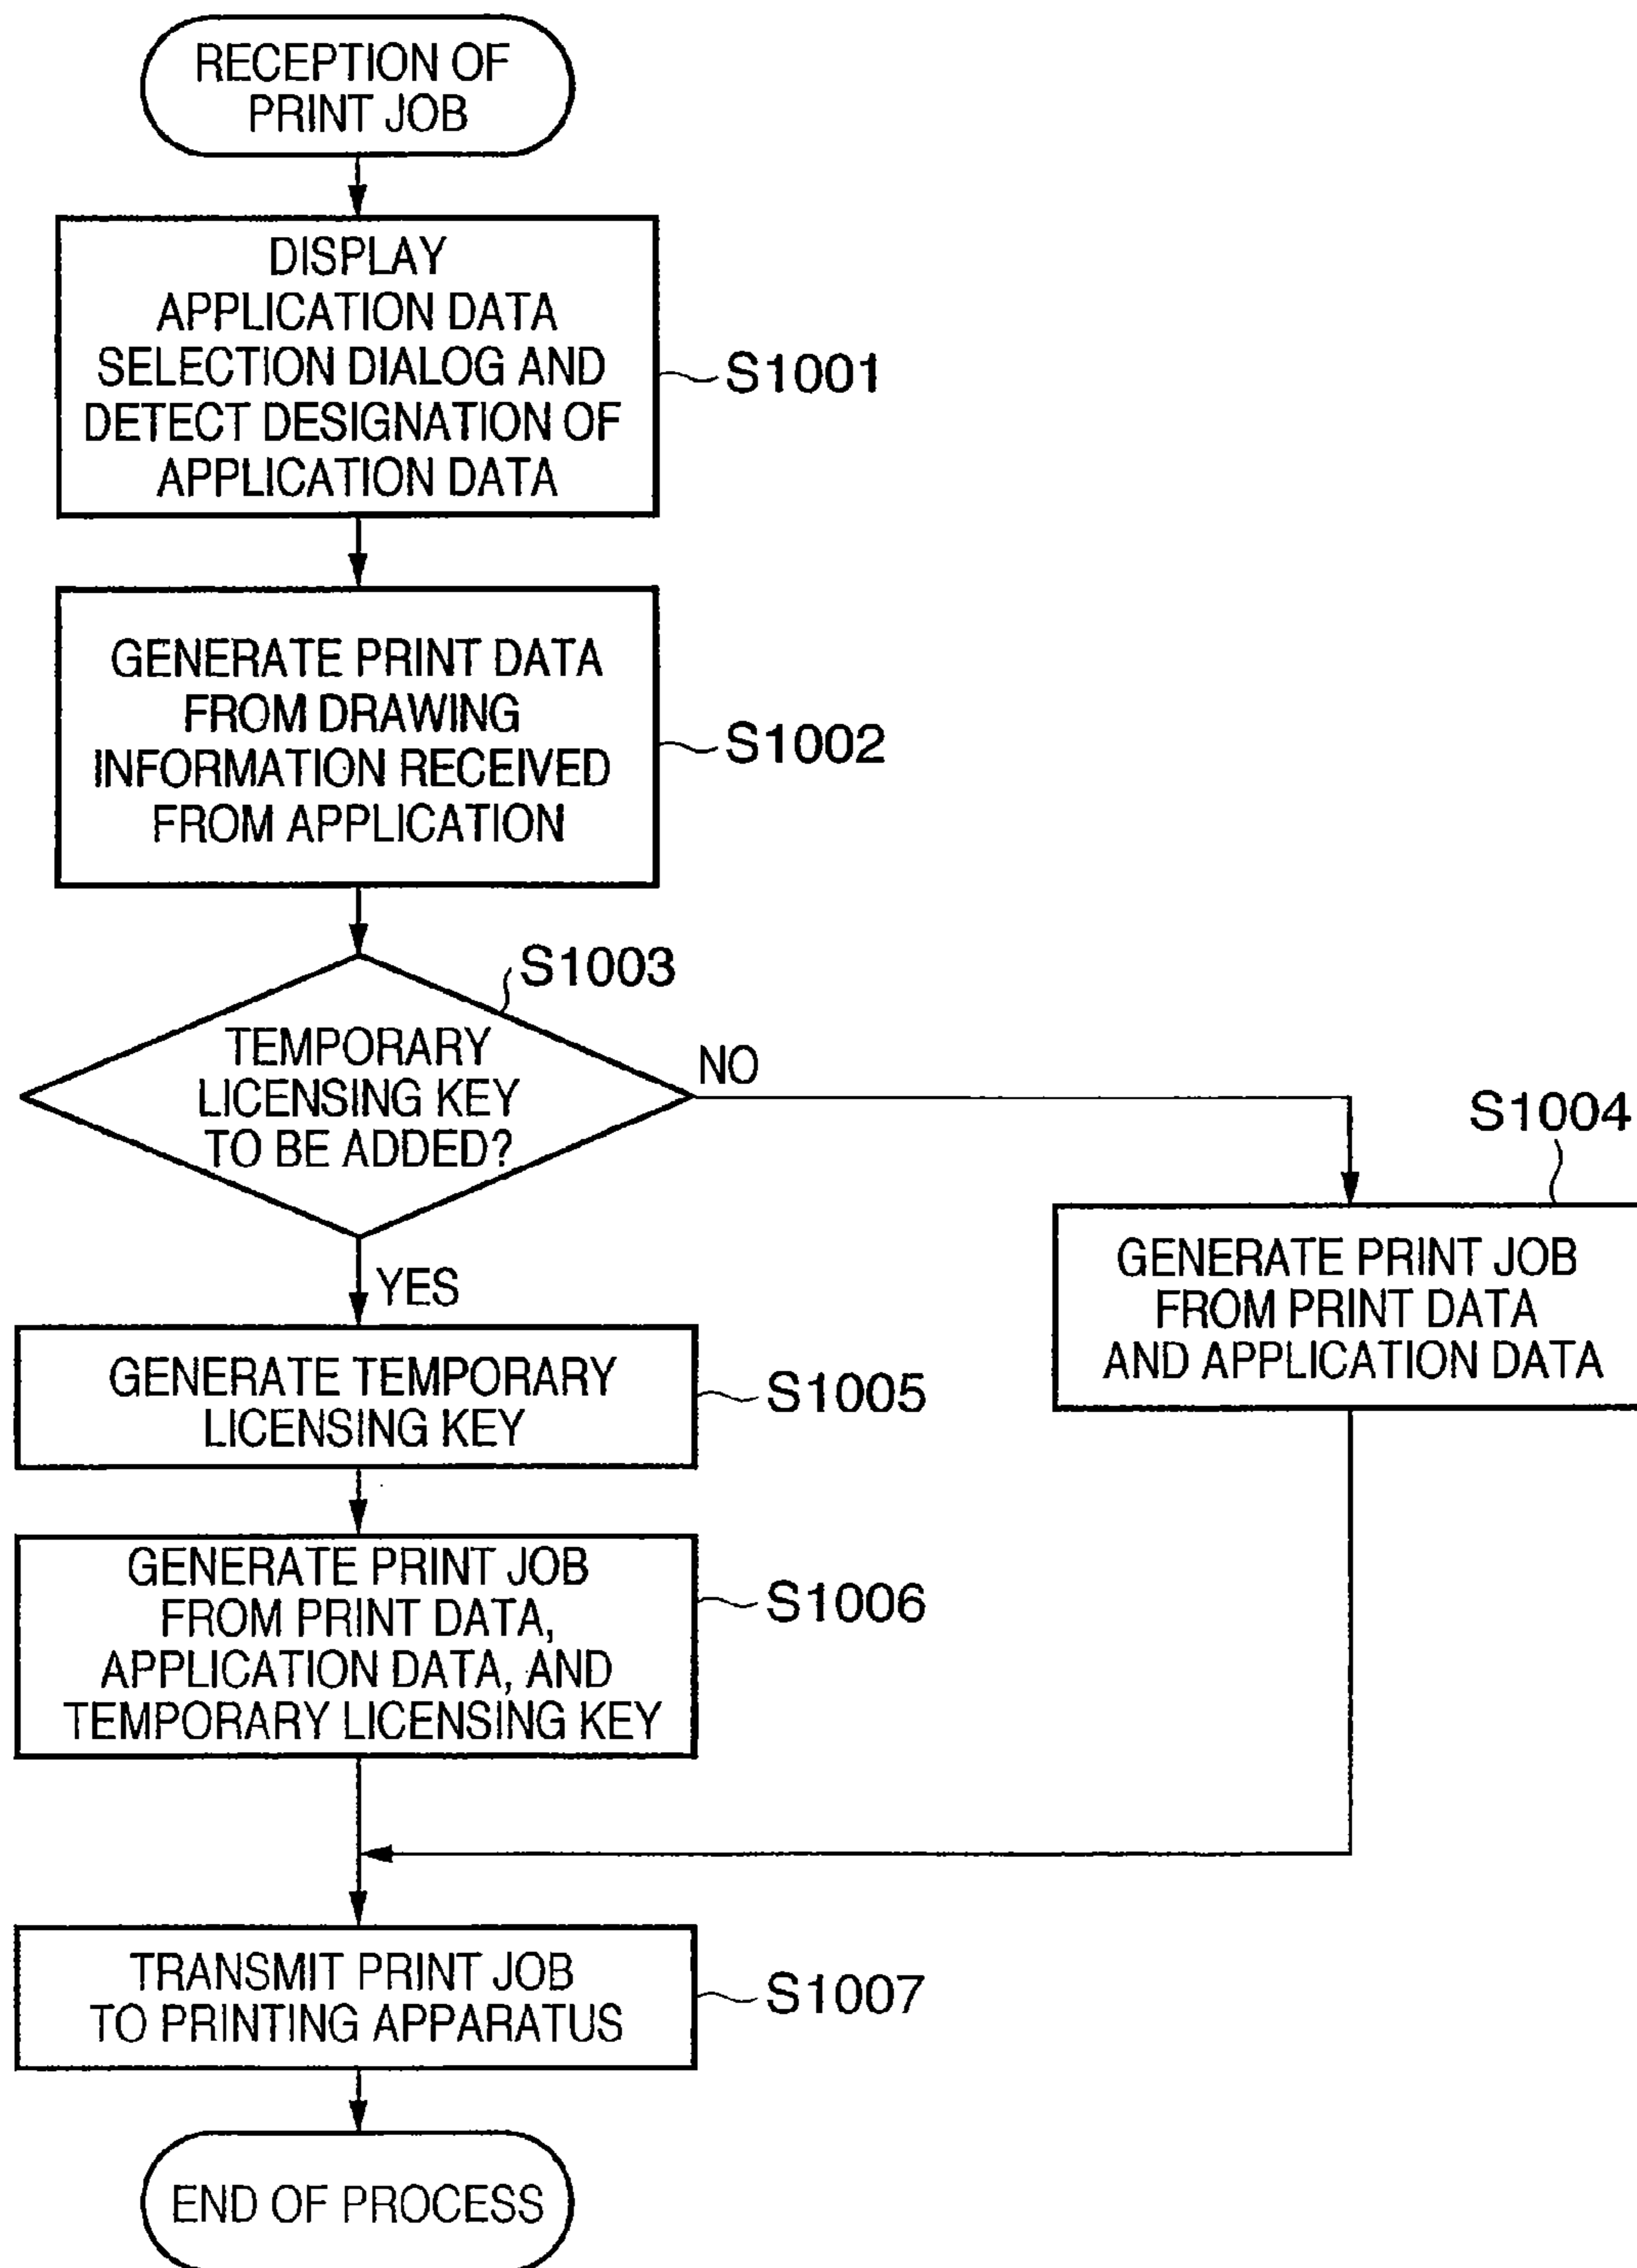 RECEPTION OF
PRINT JOB
DISPLAY
APPLICATION DATA
SELECTION DIALOG AND
DETECT DESIGNATION OF
APPLICATION DATA
S1001
GENERATE PRINT DATA
FROM DRAWING
INFORMATION RECEIVED
FROM APPLICATION
S1002
S1003
TEMPORARY
LICENSING KEY
TO BE ADDED?
NO
YES
S1004
GENERATE PRINT JOB
FROM PRINT DATA
AND APPLICATION DATA
GENERATE TEMPORARY
LICENSING KEY
S1005
GENERATE PRINT JOB
FROM PRINT DATA,
APPLICATION DATA, AND
TEMPORARY LICENSING KEY
S1006
TRANSMIT PRINT JOB
TO PRINTING APPARATUS
S1007
END OF PROCESS